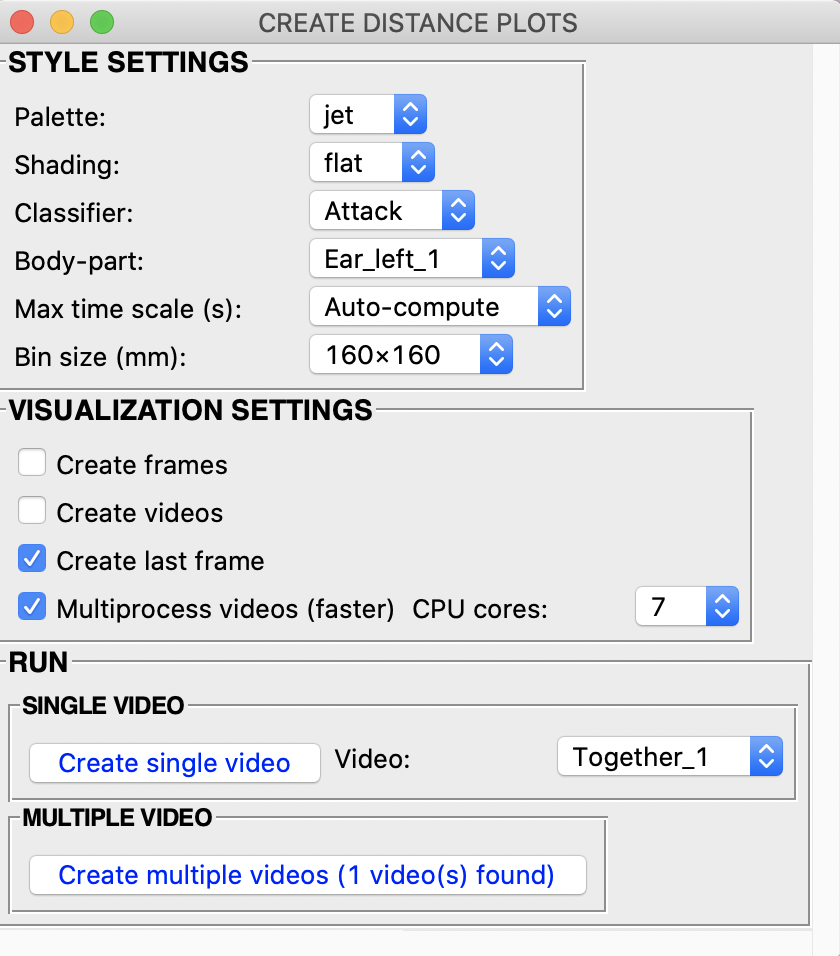 CREATE DISTANCE PLOTS
STYLE SETTINGS
Palette: jet
Shading: flat
Classifier: Attack
Body-part: Ear_left_1
Max time scale (s): Auto-compute
Bin size (mm): 160×160
VISUALIZATION SETTINGS
Create frames
Create videos
Create last frame
Multiprocess videos (faster) CPU cores: 7
RUN
SINGLE VIDEO
Create single video Video: Together_1
MULTIPLE VIDEO
Create multiple videos (1 video(s) found)